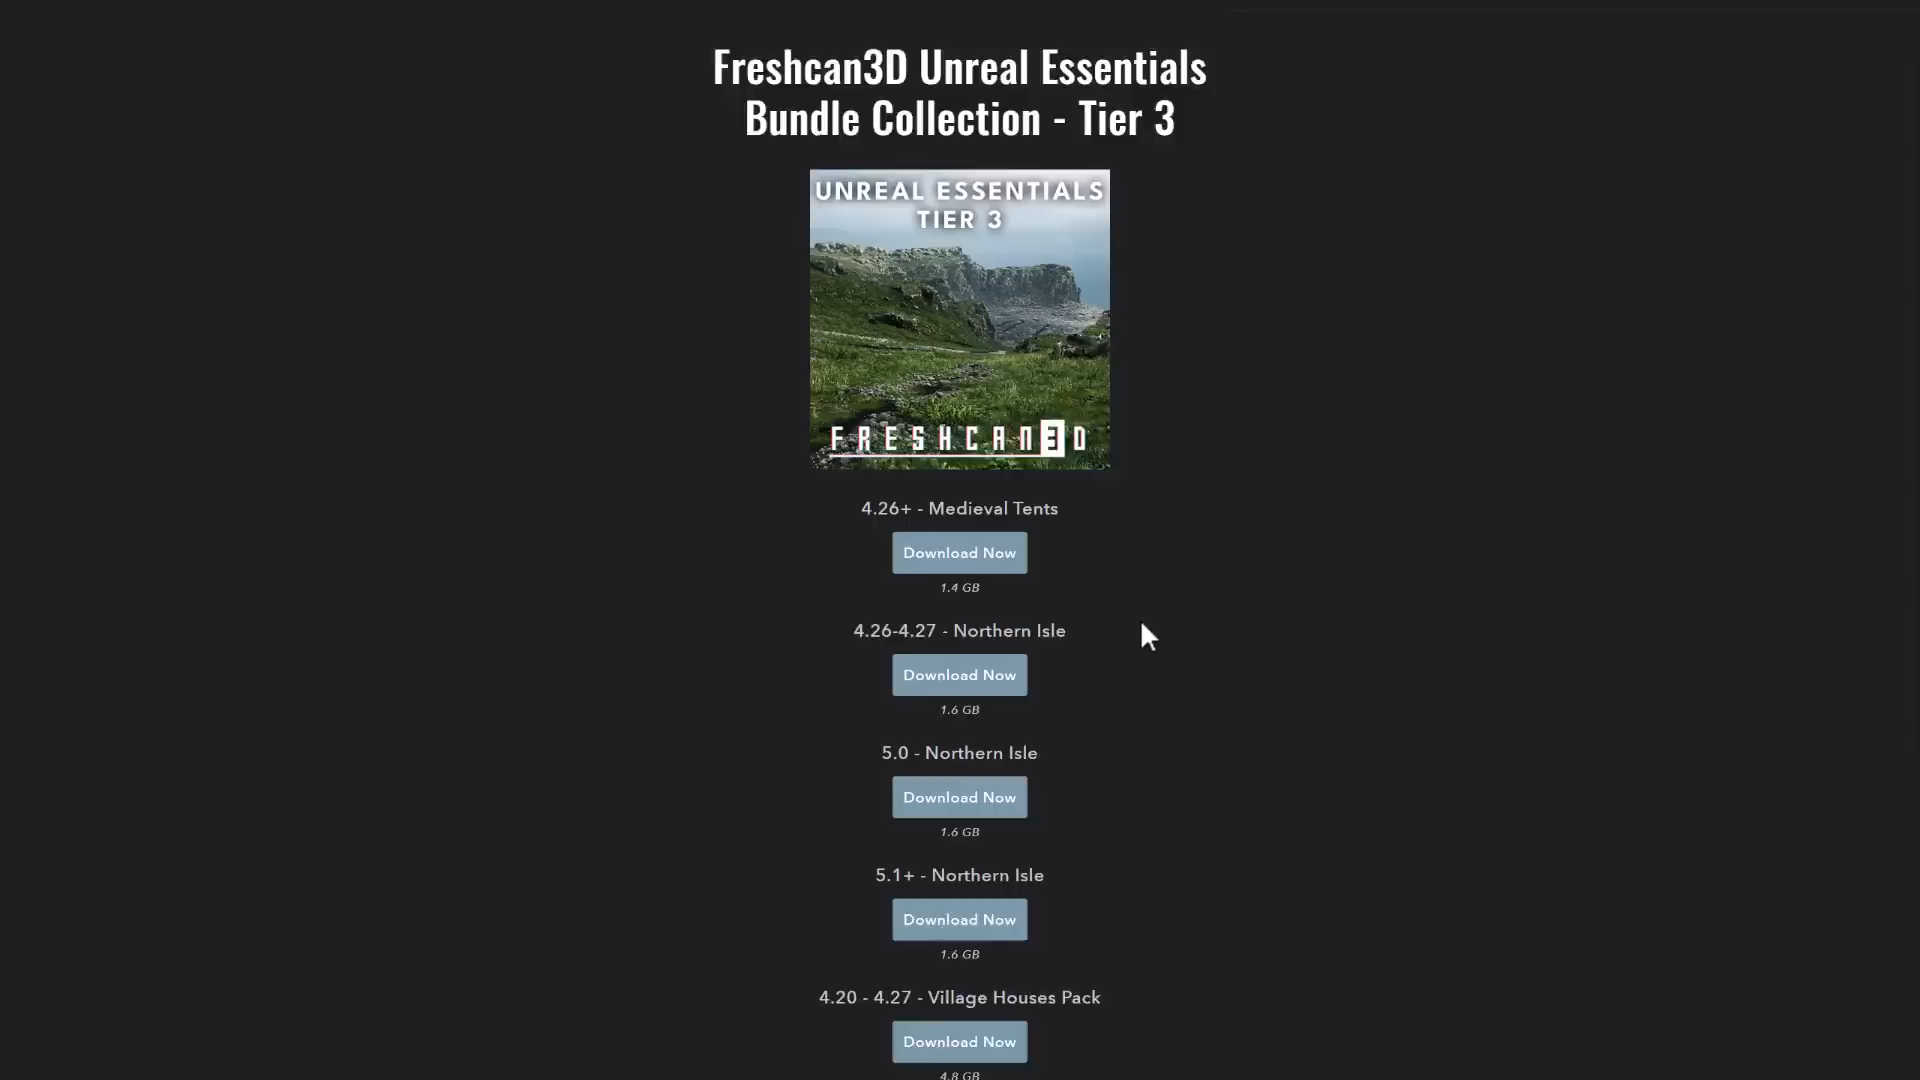 Freshcan3D Unreal Essentials
Bundle Collection - Tier 3
UNREAL ESSENTIALS
TIER 3
FRESHCAN3D
4.26+ - Medieval Tents
Download Now
1.4 GB
4.26-4.27 - Northern Isle
Download Now
1.6 GB
5.0 - Northern Isle
Download Now
1.6 GB
5.1+ - Northern Isle
Download Now
1.6 GB
4.20 - 4.27 - Village Houses Pack
Download Now
4.8 GB